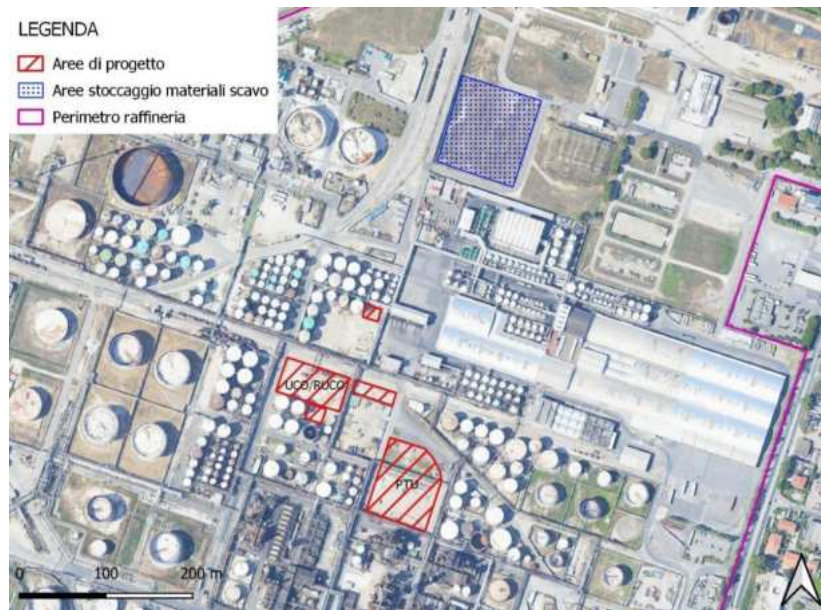 LEGENDA
Aree di progetto
Aree stoccaggio materiali scavo
Perimetro raffineria
UCO/RUCO
PTU
0 100 200 m